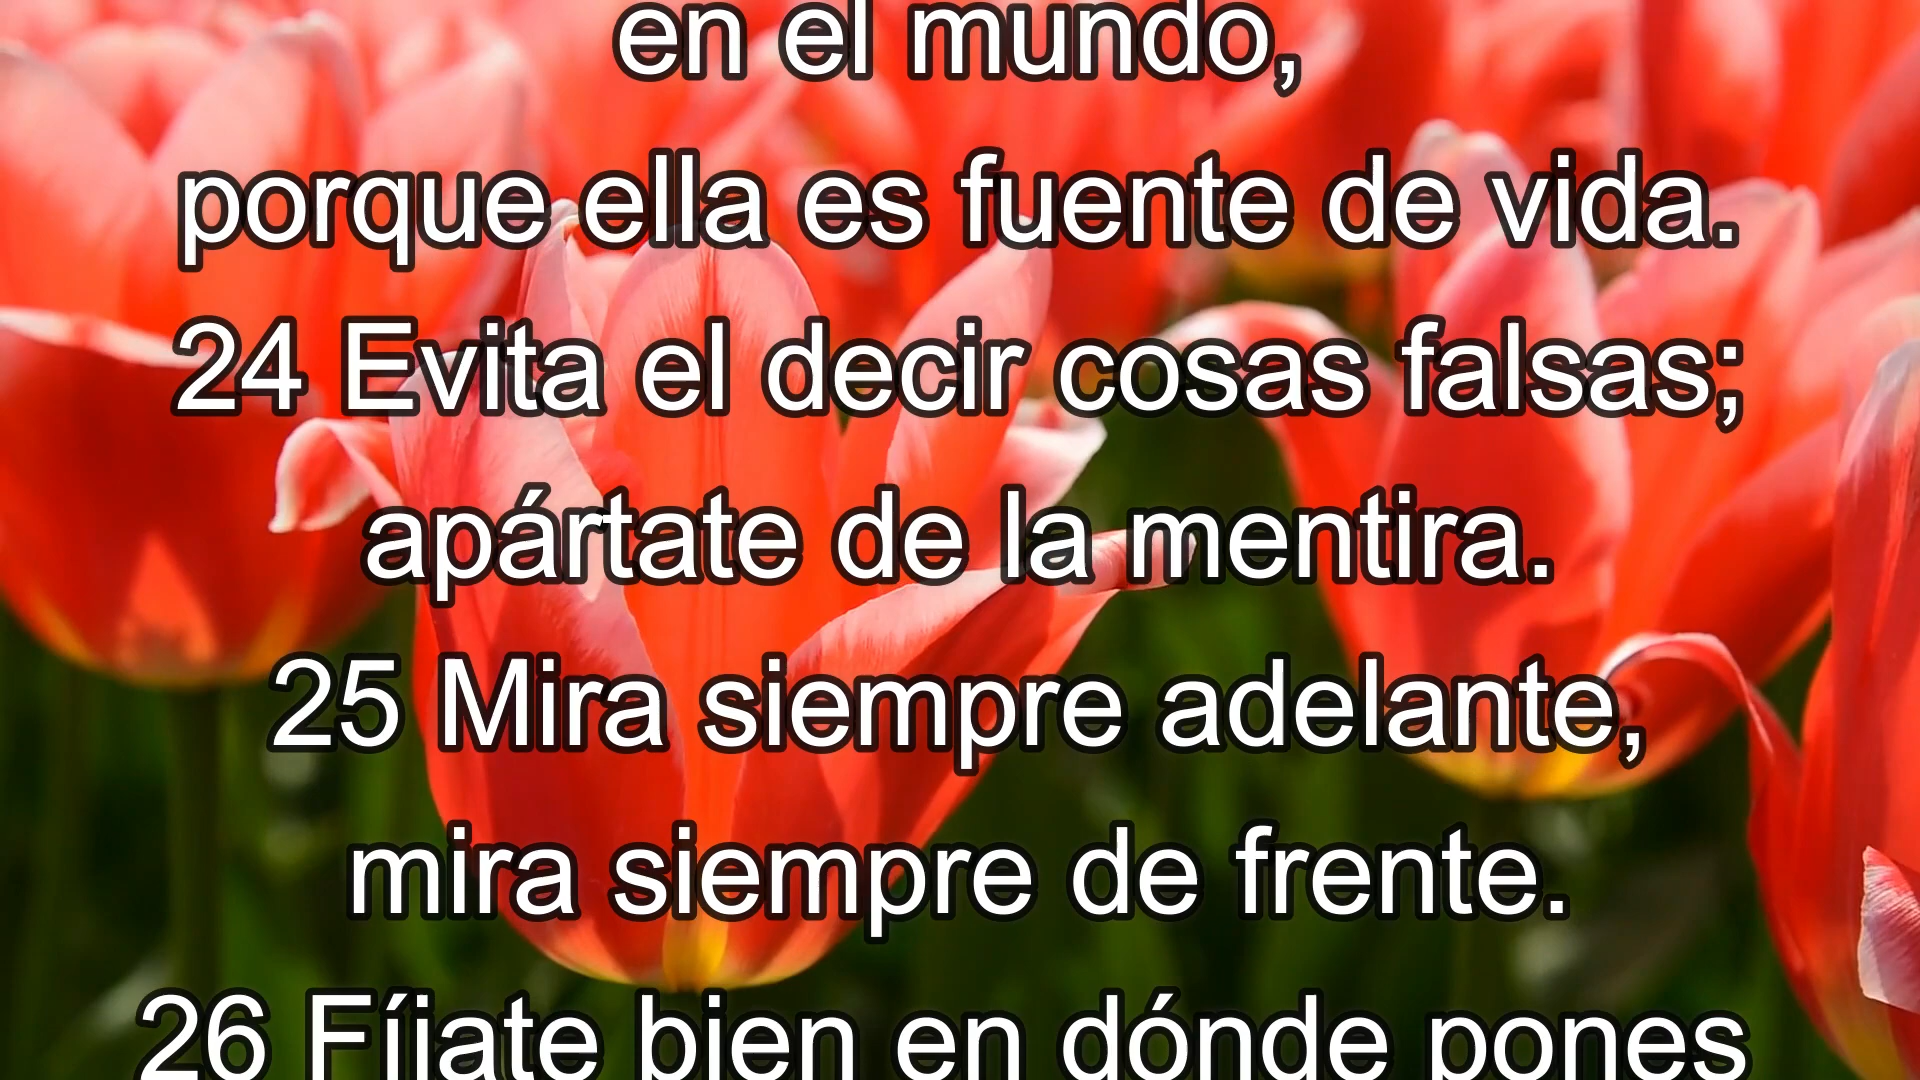 en el mundo,
porque ella es fuente de vida.
24 Evita el decir cosas falsas;
apártate de la mentira.
25 Mira siempre adelante,
mira siempre de frente.
26 Fíjate bien en dónde pones